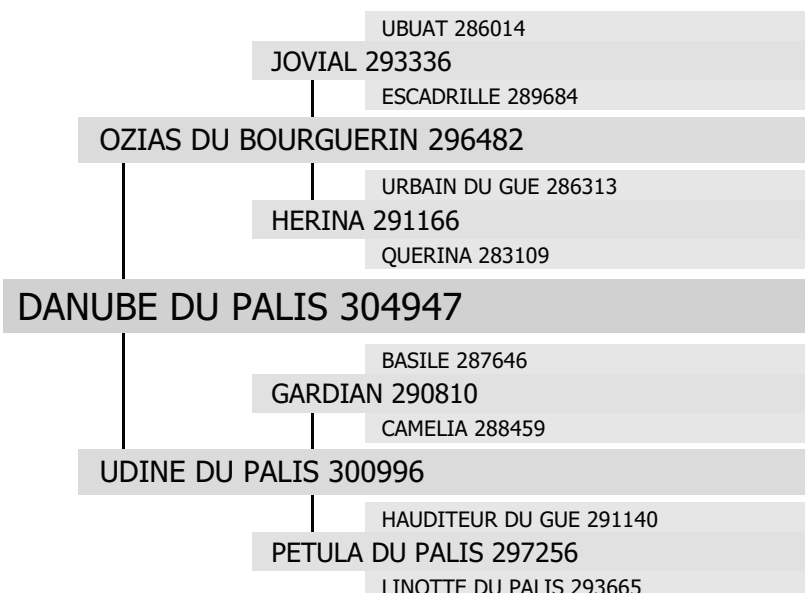 UBUAT 286014
JOVIAL 293336
ESCADRILLE 289684
OZIAS DU BOURGUERIN 296482
URBAIN DU GUE 286313
HERINA 291166
QUERINA 283109
DANUBE DU PALIS 304947
BASILE 287646
GARDIAN 290810
CAMELIA 288459
UDINE DU PALIS 300996
HAUDITEUR DU GUE 291140
PETULA DU PALIS 297256
LINOTTE DU PALIS 293665